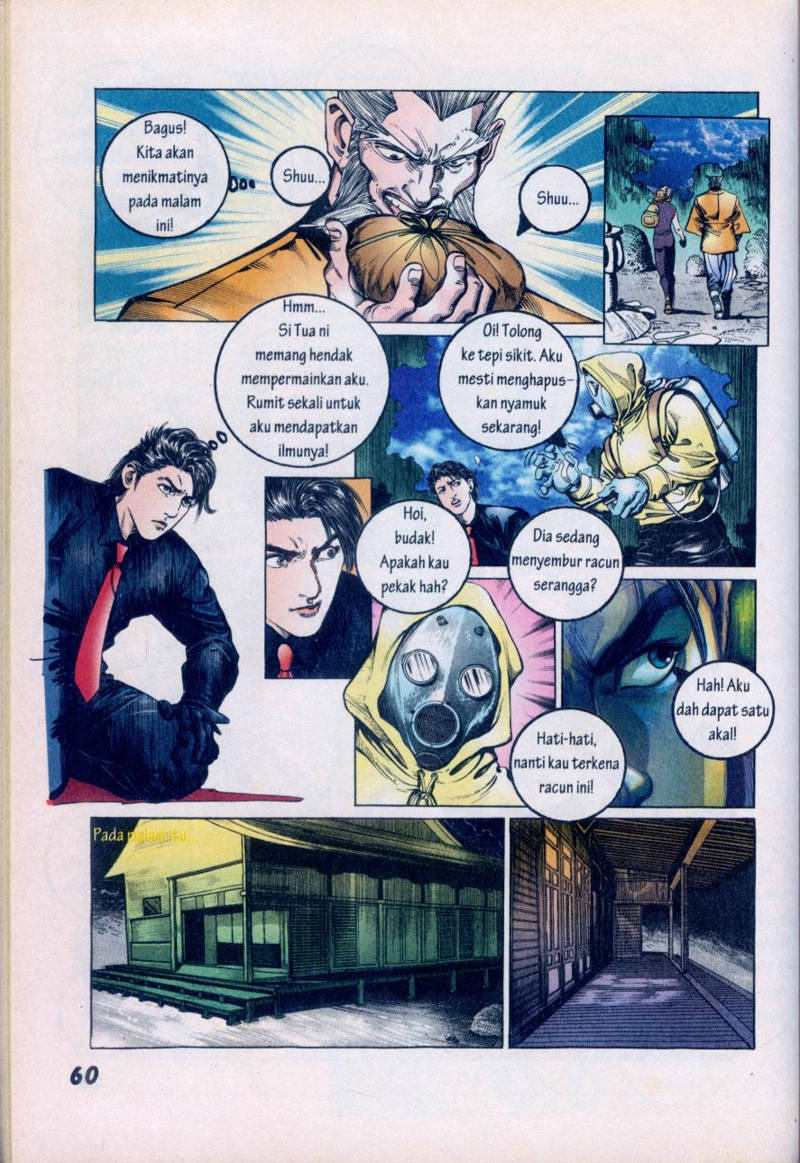 Bagus!
Kita akan
menikmatinya
pada malam
ini!
Shuu...
Shuu...
Hmm...
Si Tua ni
memang hendak
mempermainkan aku.
Rumit sekali untuk
aku mendapatkan
ilmunya!
Oi! Tolong
ke tepi sikit. Aku
mesti menghapus-
kan nyamuk
sekarang!
Hoi,
budak!
Apakah kau
pekak hah?
Dia sedang
menyembur racun
serangga?
Hati-hati,
nanti kau terkena
racun ini!
Hah! Aku
dah dapat satu
akal!
Pada malam itu...
60